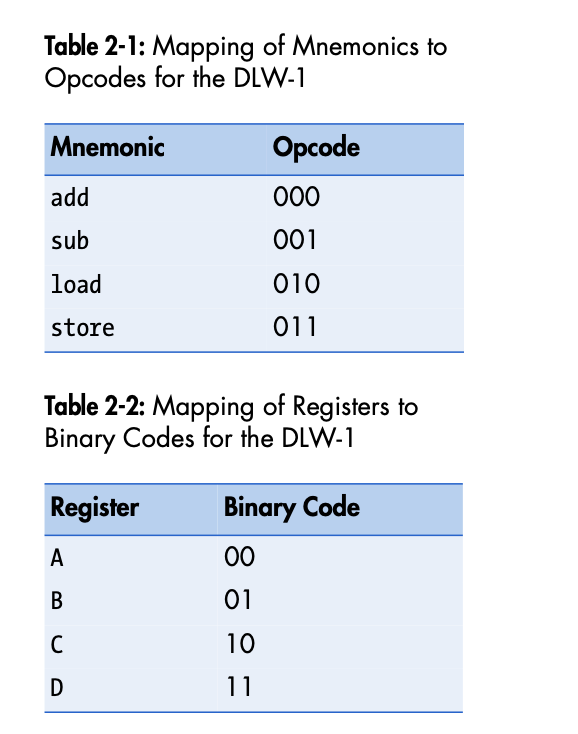 Table 2-1: Mapping of Mnemonics to
Opcodes for the DLW-1
Mnemonic Opcode
add 000
sub 001
load 010
store 011
Table 2-2: Mapping of Registers to
Binary Codes for the DLW-1
Register Binary Code
A 00
B 01
C 10
D 11